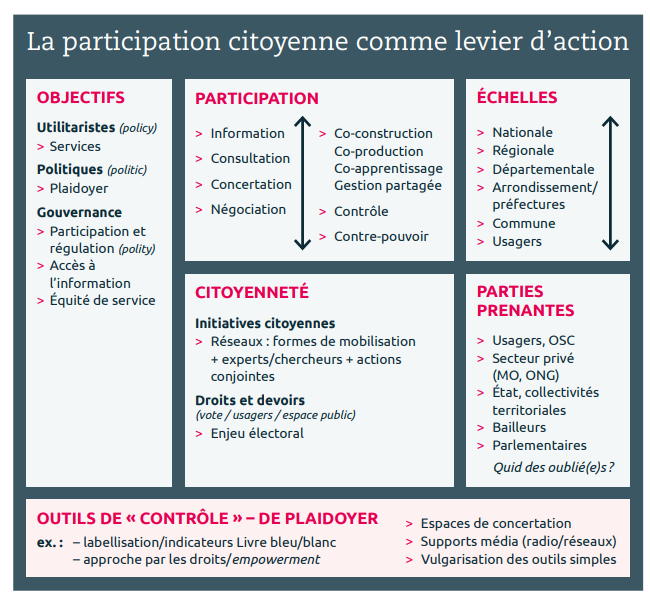 La participation citoyenne comme levier d’action
OBJECTIFS
Utilitaristes (policy)
> Services
Politiques (politic)
> Plaidoyer
Gouvernance
> Participation et
régulation (polity)
> Accès à
l’information
> Équité de service
PARTICIPATION
> Information
> Consultation
> Concertation
> Négociation
> Co-construction
Co-production
Co-apprentissage
Gestion partagée
> Contrôle
> Contre-pouvoir
ÉCHELLES
> Nationale
> Régionale
> Départementale
> Arrondissement/
préfectures
> Commune
> Usagers
CITOYENNETÉ
Initiatives citoyennes
> Réseaux : formes de mobilisation
+ experts/chercheurs + actions
conjointes
Droits et devoirs
(vote / usagers / espace public)
> Enjeu électoral
PARTIES
PRENANTES
> Usagers, OSC
> Secteur privé
(MO, ONG)
> État, collectivités
territoriales
> Bailleurs
> Parlementaires
Quid des oublié(e)s ?
OUTILS DE « CONTRÔLE » – DE PLAIDOYER
ex. : – labellisation/indicateurs Livre bleu/blanc
– approche par les droits/empowerment
> Espaces de concertation
> Supports média (radio/réseaux)
> Vulgarisation des outils simples